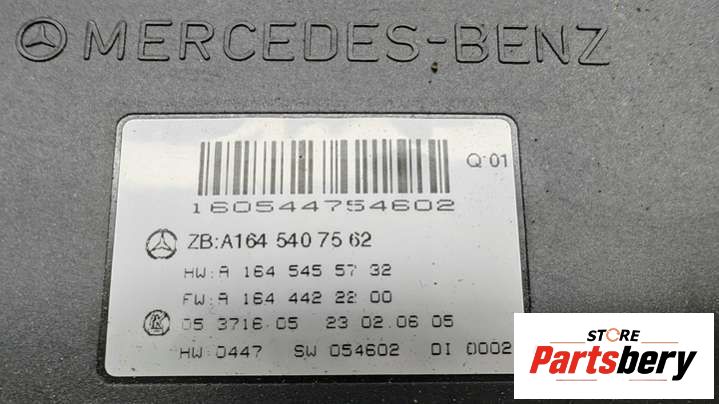 MERCEDES-BENZ
Q:01
160544754602
ZB:A164 540 75 62
HW:A 164 545 57 32
FW:A 164 442 22 00
05 3716.05 23 02.06 05
HW:0447 SW 054602 DI 0002
STORE
Partsbery